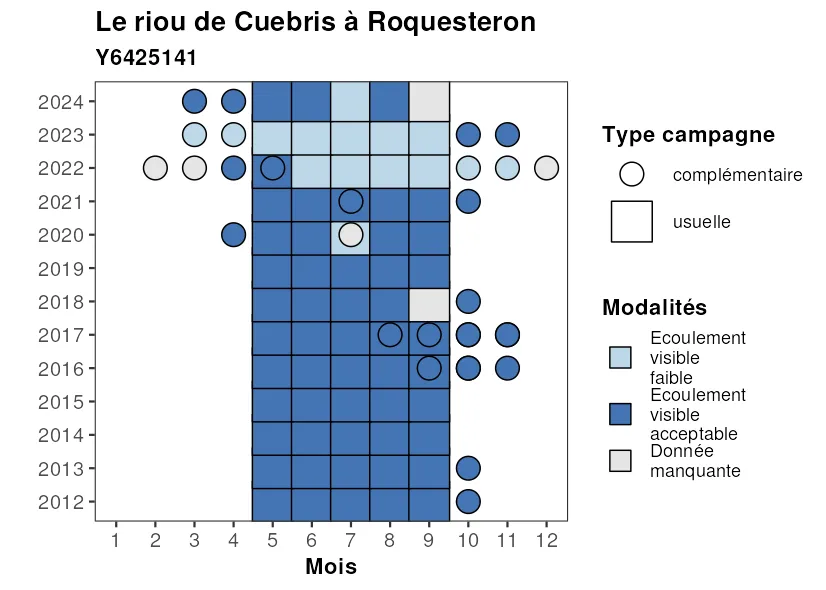 Le riou de Cuebris à Roquesteron
Y6425141
2024
2023
2022
2021
2020
2019
2018
2017
2016
2015
2014
2013
2012
1 2 3 4 5 6 7 8 9 10 11 12
Mois
Type campagne
complémentaire
usuelle
Modalités
Ecoulement
visible
faible
Ecoulement
visible
acceptable
Donnée
manquante